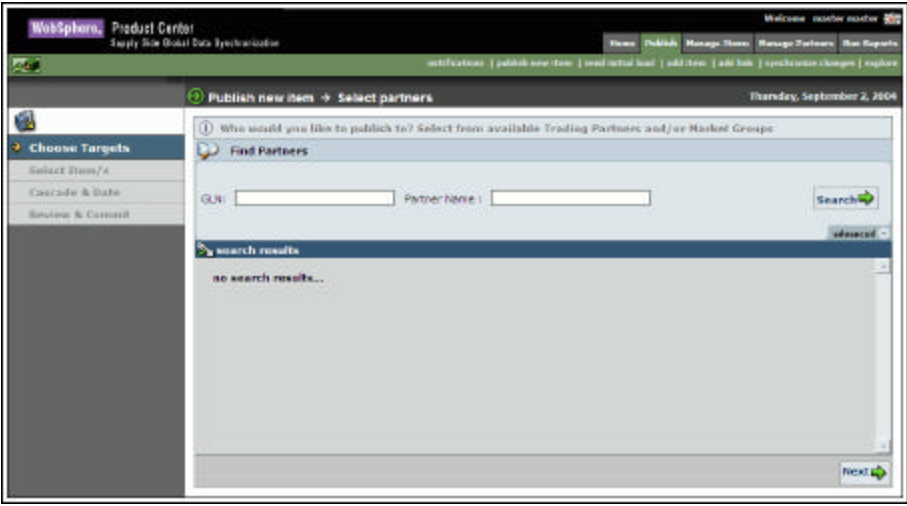 WebSphere. Product Center
Supply Side Global Data Synchronization
Welcome master master
Home Publish Manage Items Manage Partners Run Reports
notifications | publish new item | send initial load | add item | add link | synchronize changes | explore
Publish new item → Select partners
Thursday, September 2, 2004
Choose Targets
Select Item/s
Cascade & Date
Review & Commit
Who would you like to publish to? Select from available Trading Partners and/or Market Groups
Find Partners
GLN:
Partner Name :
Search
advanced
search results
no search results...
Next